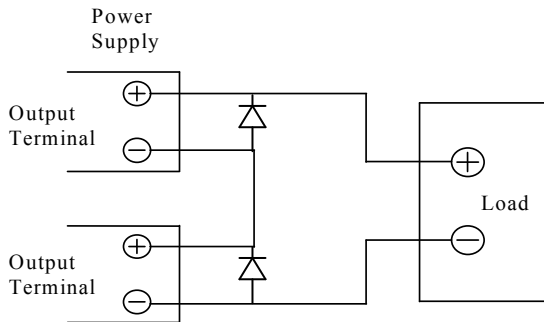 Power
Supply
+
Output
Terminal
−
+
Load
−
+
Output
Terminal
−